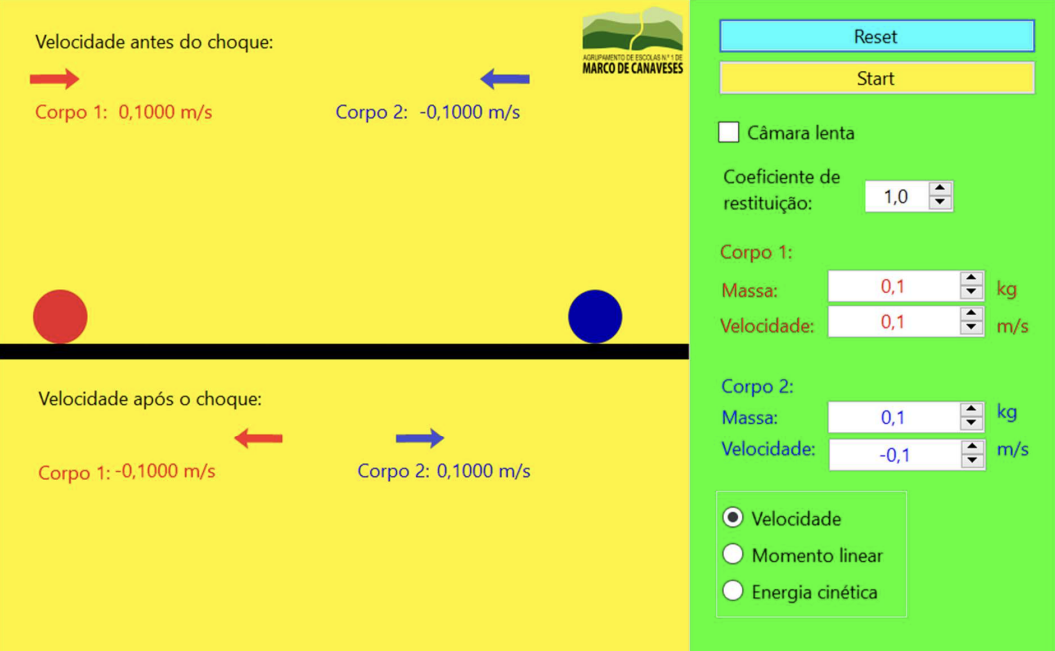 Velocidade antes do choque:
Corpo 1: 0,1000 m/s
Corpo 2: -0,1000 m/s
AGRUPAMENTO DE ESCOLAS N.º 1 DE
MARCO DE CANAVESES
Velocidade após o choque:
Corpo 1: -0,1000 m/s
Corpo 2: 0,1000 m/s
Reset
Start
Câmara lenta
Coeficiente de
restituição: 1,0
Corpo 1:
Massa: 0,1 kg
Velocidade: 0,1 m/s
Corpo 2:
Massa: 0,1 kg
Velocidade: -0,1 m/s
Velocidade
Momento linear
Energia cinética